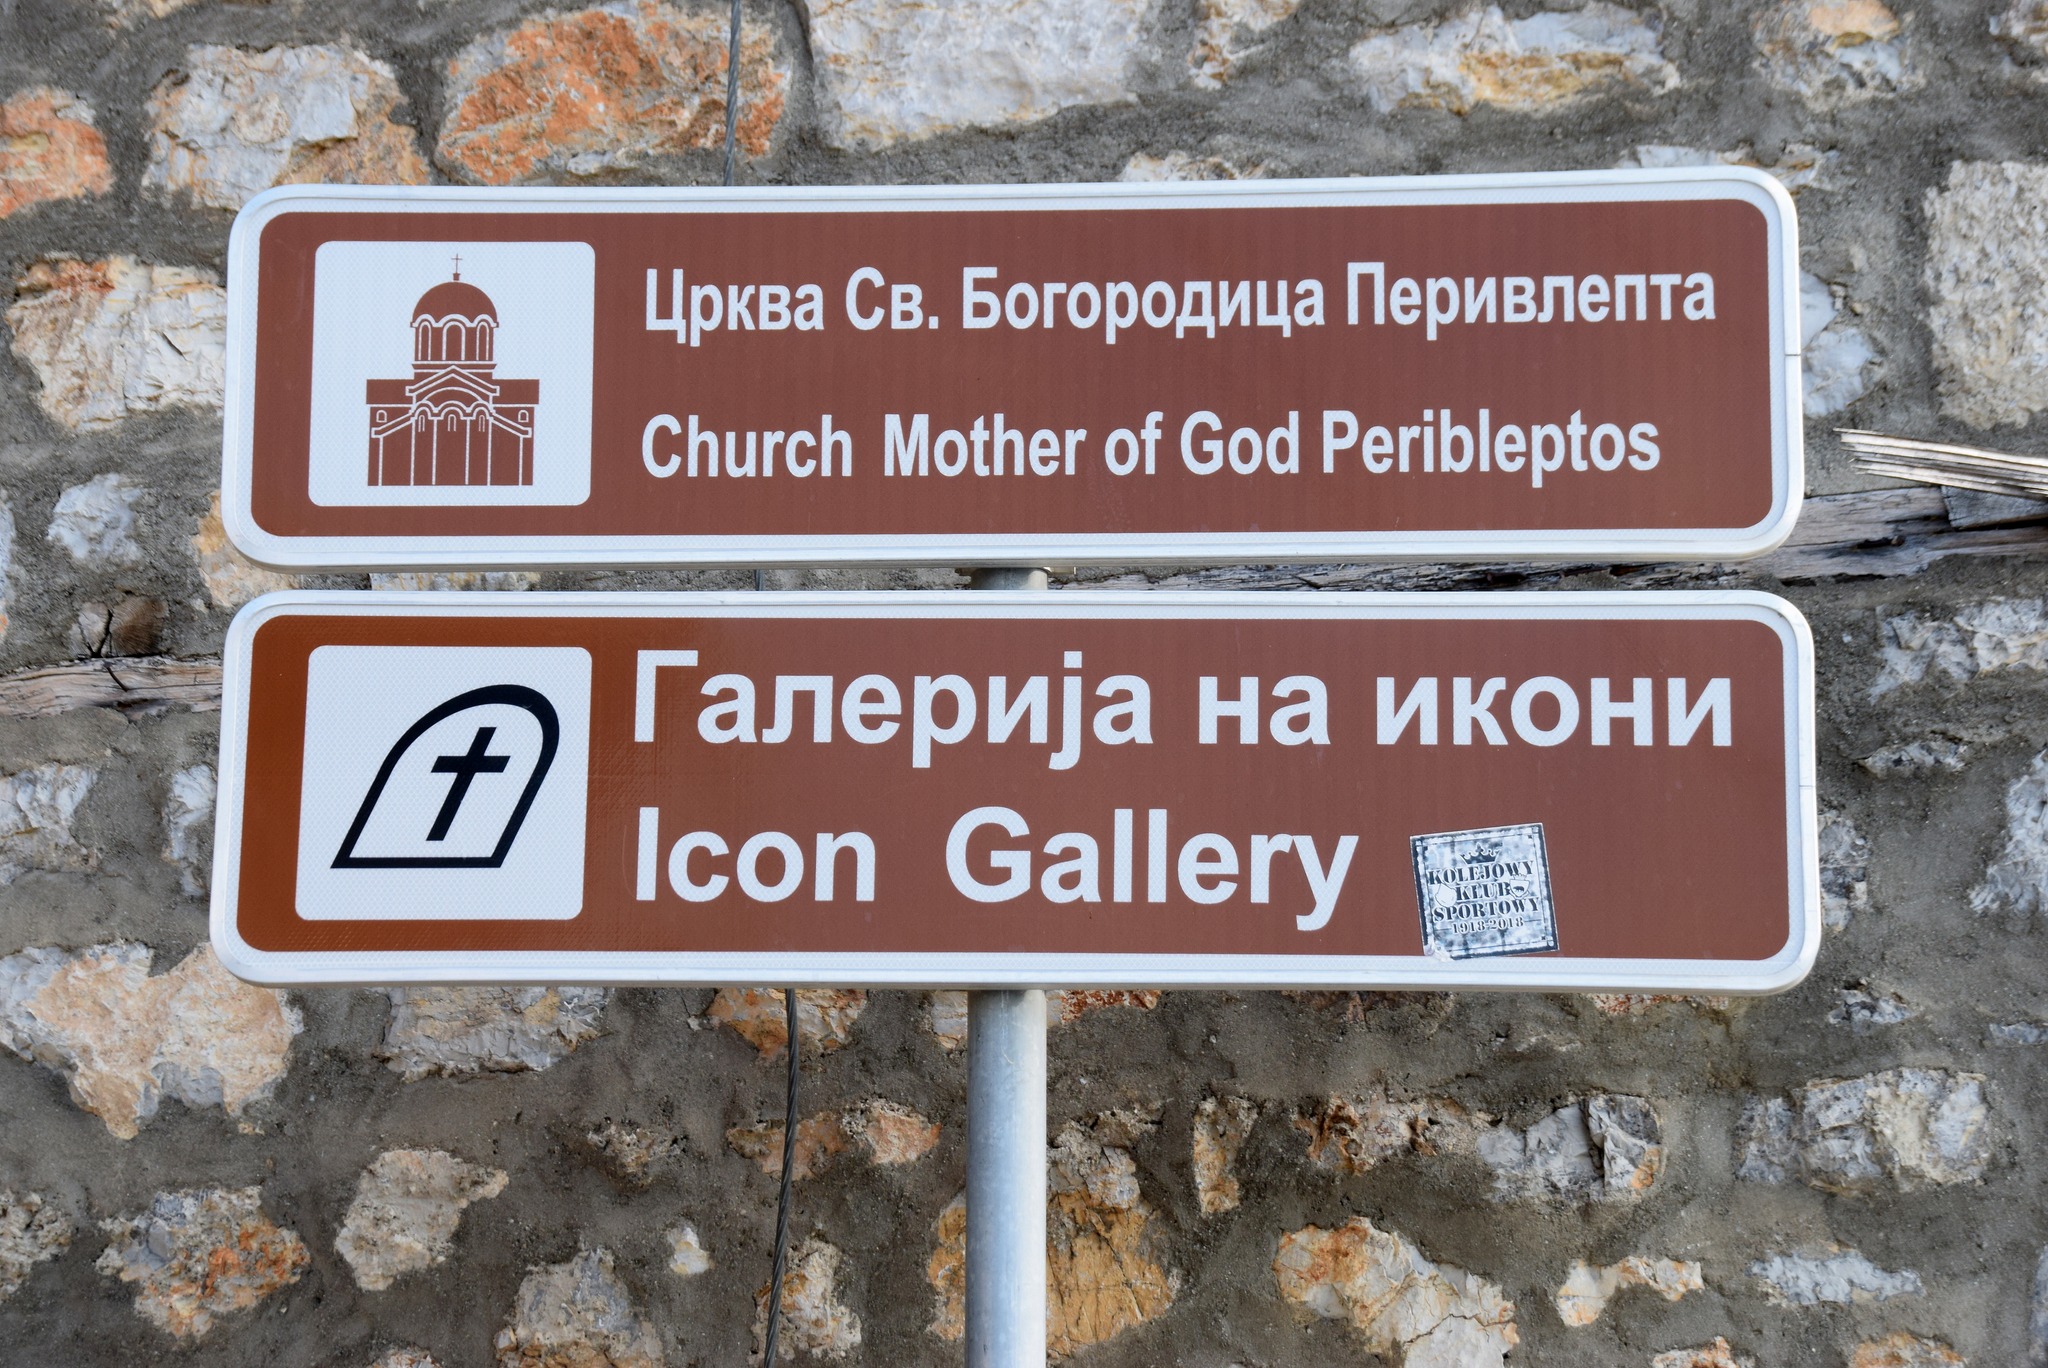 Црква Св. Богородица Перивлепта
Church Mother of God Peribleptos
Галерија на икони
Icon Gallery
KOLEJOWY
KLUB
SPORTOWY
1918-2018